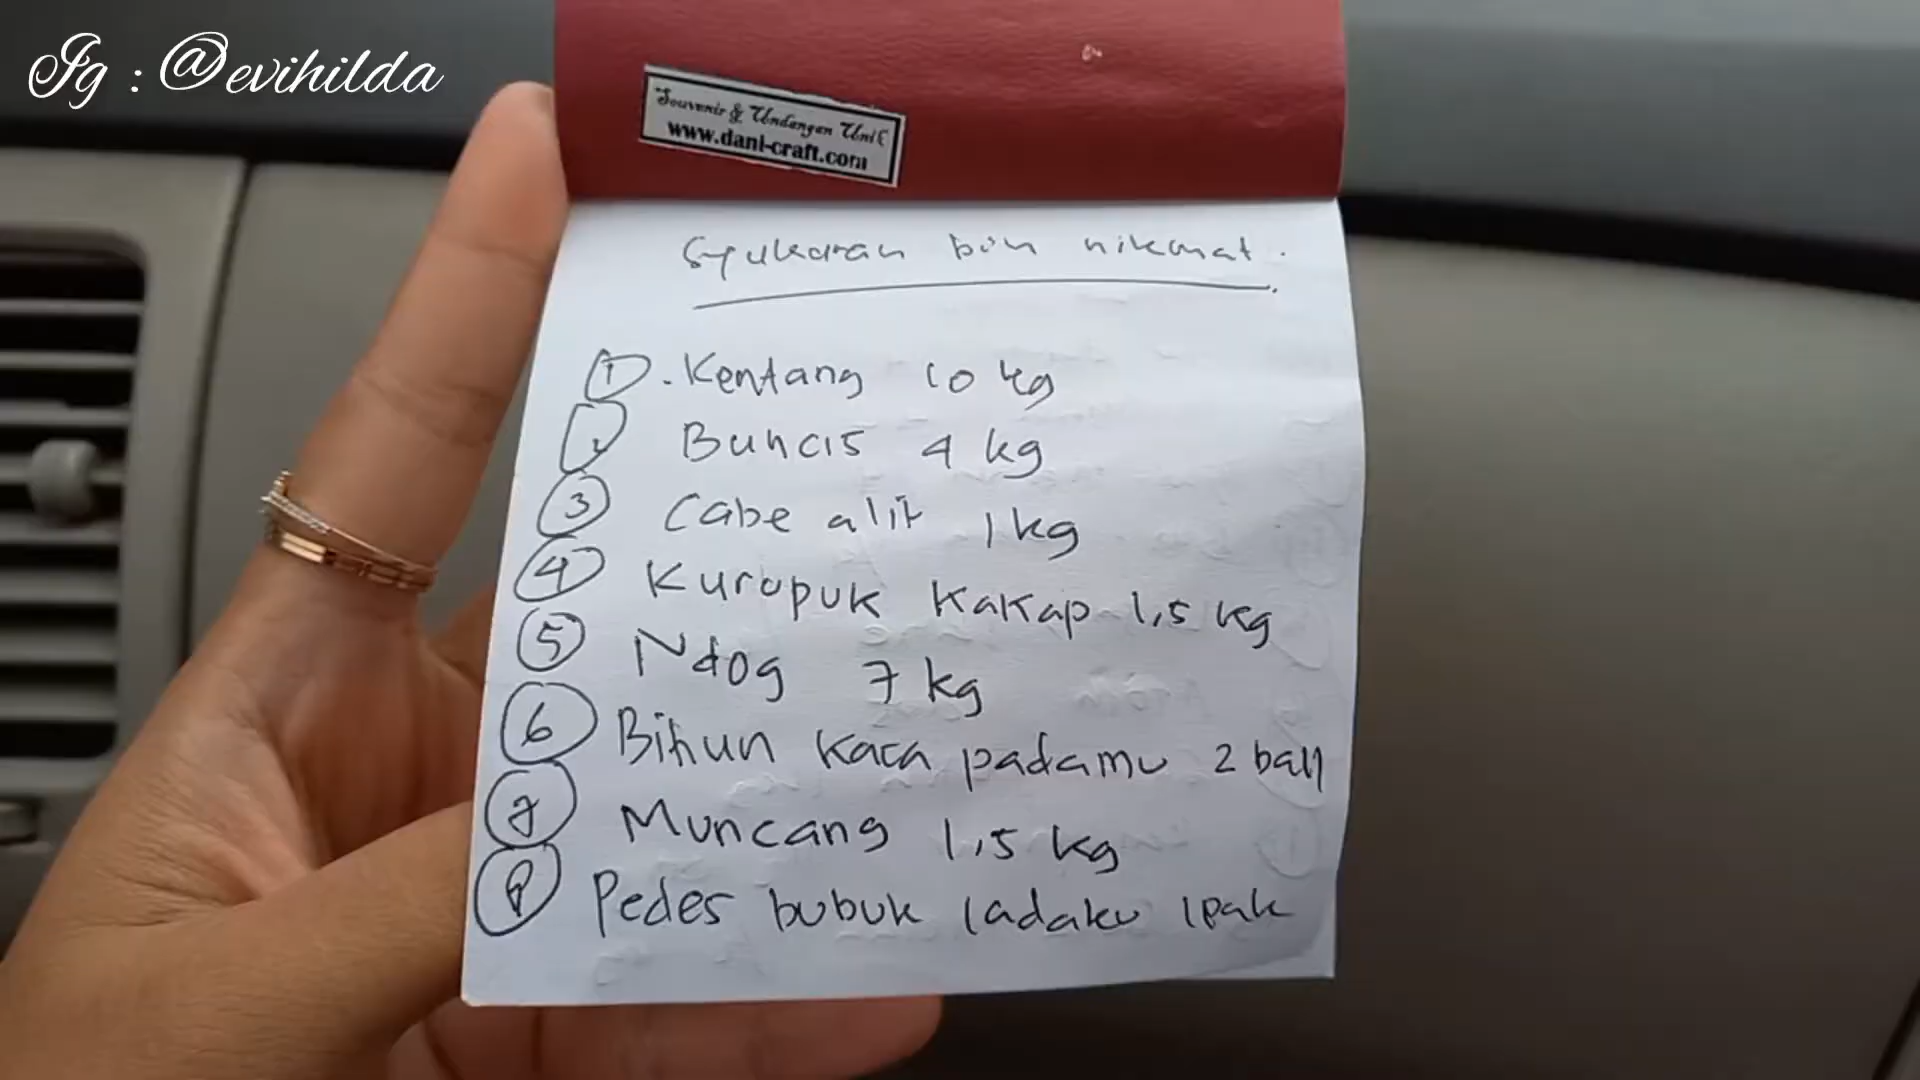 Ig : @evihilda
Souvenir & Undangan Unik
www.dani-craft.com
Syukuran bin nikmat.
1. Kentang 10 kg
2 Buncis 4 kg
3 Cabe alit 1 kg
4 Kurupuk Kakap 1,5 kg
5 Ndog 7 kg
6 Bihun Kaca padamu 2 ball
7 Muncang 1,5 kg
8 Pedes bubuk ladaku 1 pak